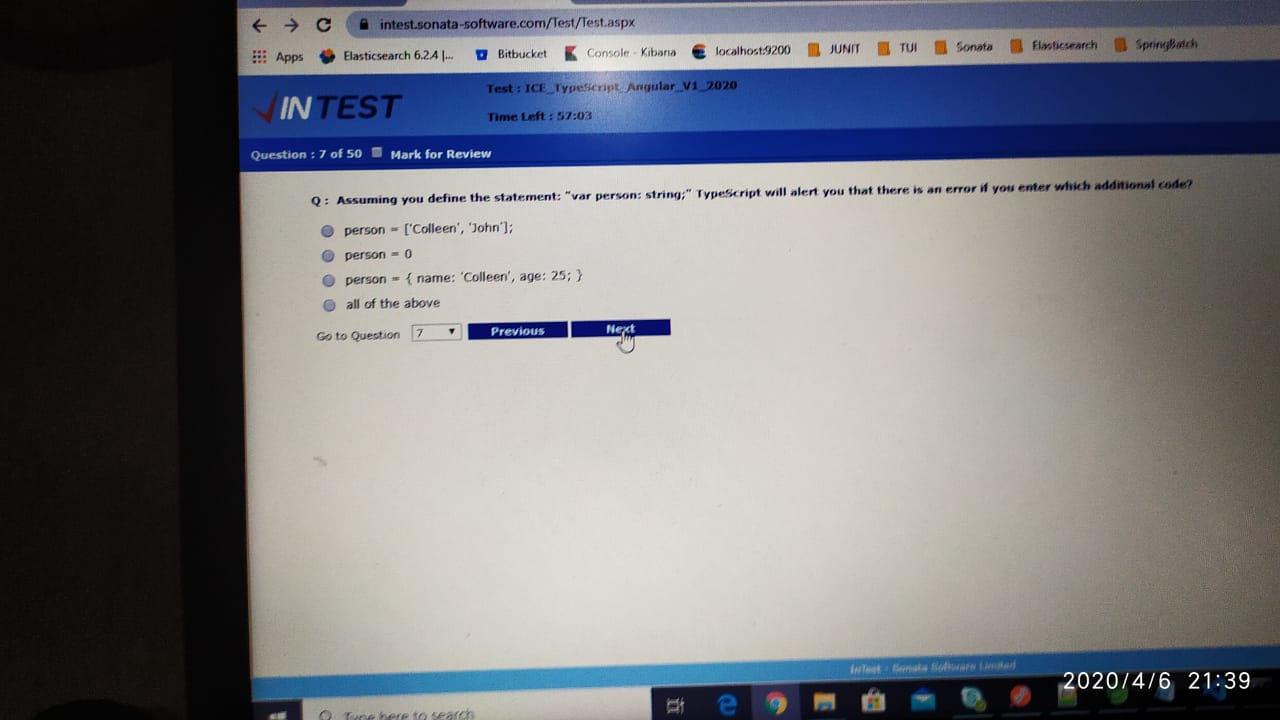 intest.sonata-software.com/Test/Test.aspx
Apps Elasticsearch 6.2.4 |... Bitbucket Console - Kibana localhost:9200 JUNIT TUI Sonata Elasticsearch SpringBatch
INTEST
Test : ICE_TypeScript_Angular_V1_2020
Time Left : 57:03
Question : 7 of 50 Mark for Review
Q : Assuming you define the statement: "var person: string;" TypeScript will alert you that there is an error if you enter which additional code?
person = ['Colleen', 'John'];
person = 0
person = { name: 'Colleen', age: 25; }
all of the above
Go to Question 7 Previous Next
InTest - Sonata Software Limited
Type here to search
2020/4/6 21:39